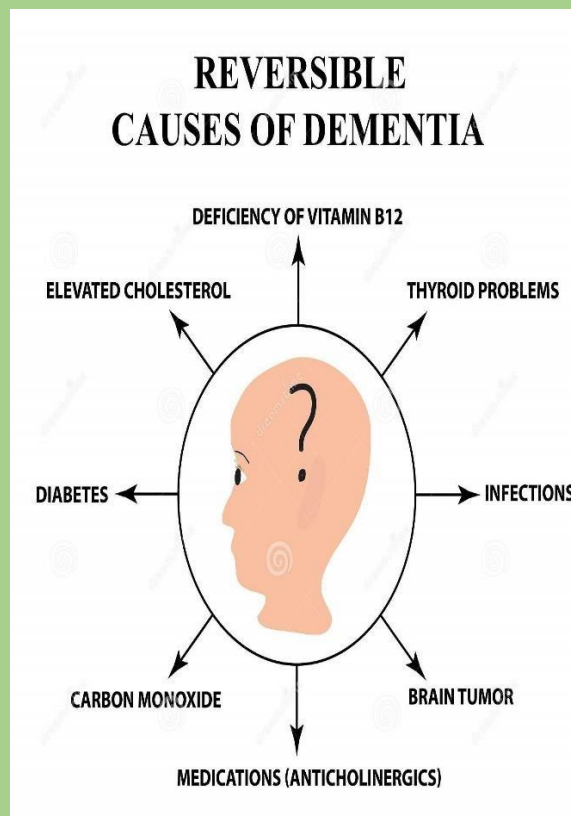 REVERSIBLE
CAUSES OF DEMENTIA
DEFICIENCY OF VITAMIN B12
ELEVATED CHOLESTEROL
THYROID PROBLEMS
DIABETES
INFECTIONS
CARBON MONOXIDE
BRAIN TUMOR
MEDICATIONS (ANTICHOLINERGICS)